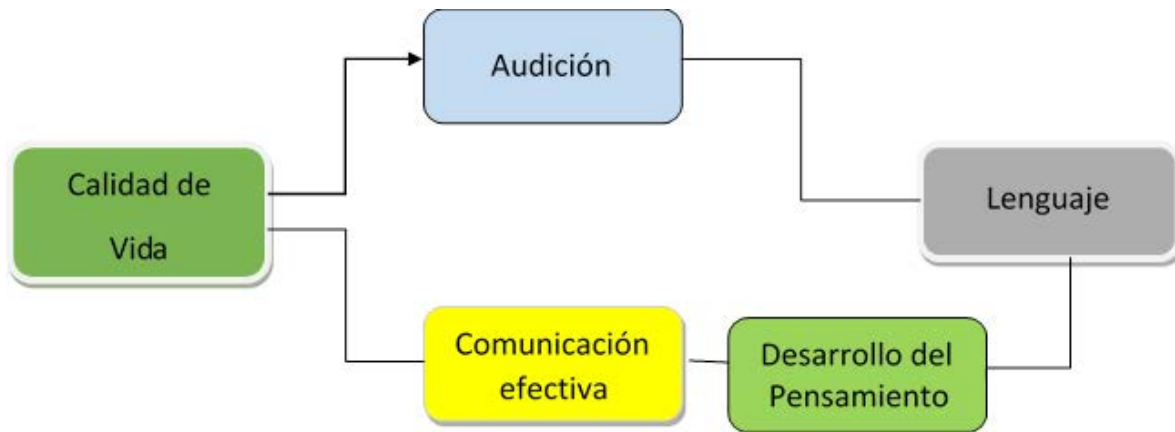 Audición
Calidad de
Vida
Lenguaje
Comunicación
efectiva
Desarrollo del
Pensamiento